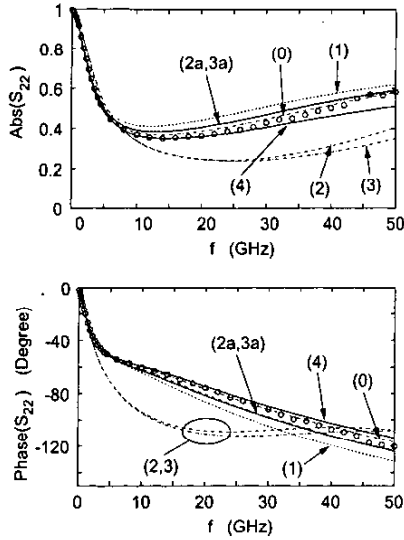 1
0.8
0.6
0.4
0.2
0
Abs(S22)
(2a,3a)
(0)
(1)
(4)
(2)
(3)
0 10 20 30 40 50
f (GHz)
0
-40
-80
-120
Phase(S22) (Degree)
(2a,3a)
(4)
(0)
(2,3)
(1)
0 10 20 30 40 50
f (GHz)